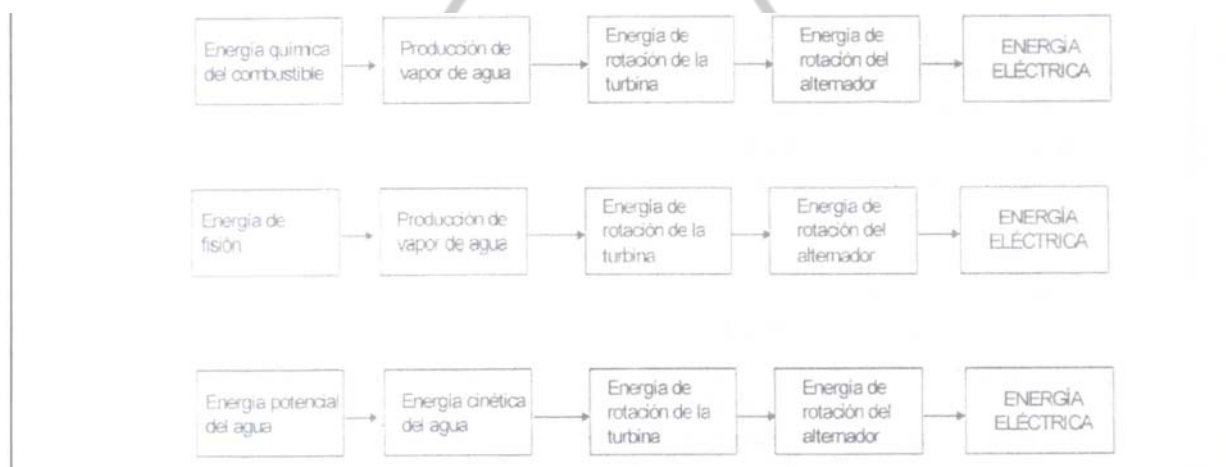 Energía química
del combustible
Producción de
vapor de agua
Energía de
rotación de la
turbina
Energía de
rotación del
alternador
ENERGÍA
ELÉCTRICA
Energía de
fisión
Producción de
vapor de agua
Energía de
rotación de la
turbina
Energía de
rotación del
alternador
ENERGÍA
ELÉCTRICA
Energía potencial
del agua
Energía cinética
del agua
Energía de
rotación de la
turbina
Energía de
rotación del
alternador
ENERGÍA
ELÉCTRICA